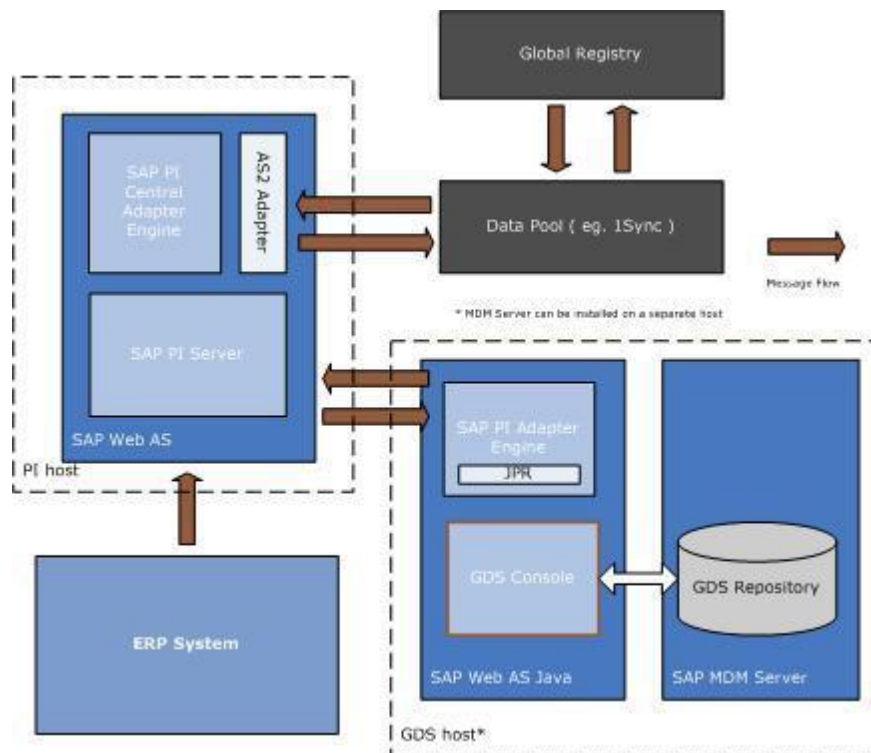 Global Registry
SAP PI
Central
Adapter
Engine
AS2 Adapter
Data Pool ( eg. 1Sync )
Message Flow
* MDM Server can be installed on a separate host
SAP PI Server
SAP Web AS
PI host
SAP PI Adapter
Engine
JPR
GDS Console
GDS Repository
ERP System
SAP Web AS Java
SAP MDM Server
GDS host*